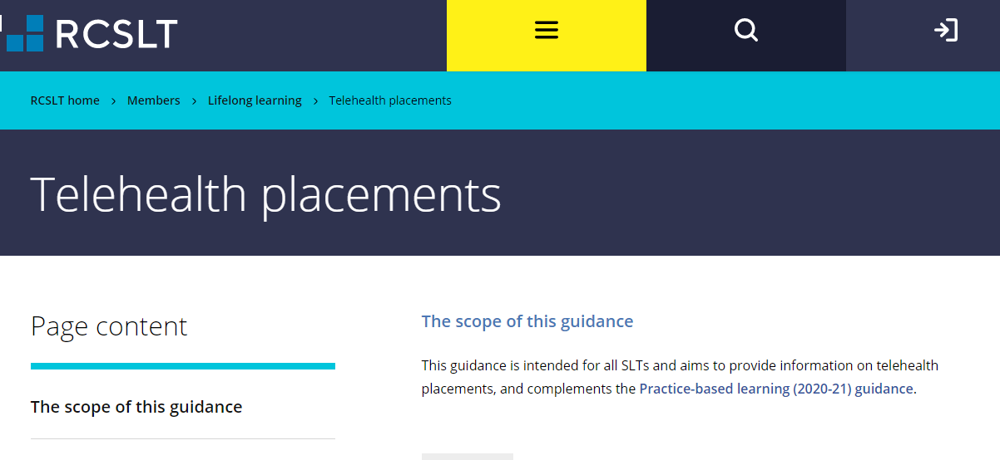 RCSLT
RCSLT home > Members > Lifelong learning > Telehealth placements
Telehealth placements
Page content
The scope of this guidance
The scope of this guidance
This guidance is intended for all SLTs and aims to provide information on telehealth
placements, and complements the Practice-based learning (2020-21) guidance.